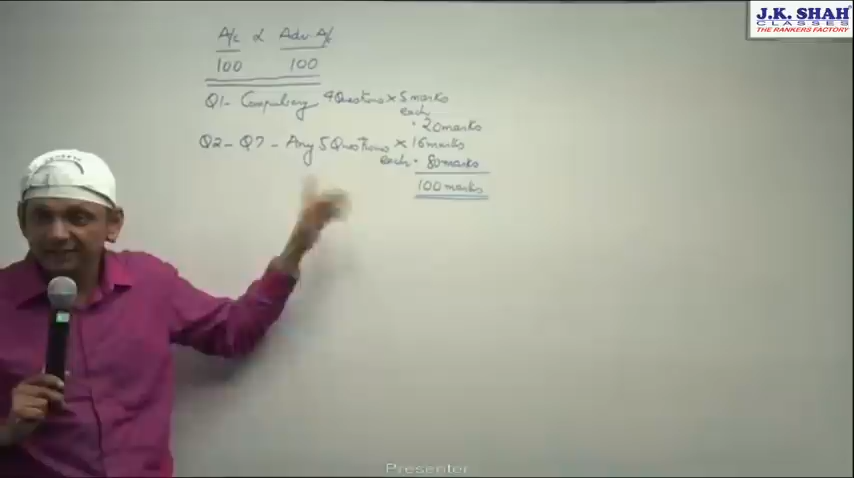 J.K. SHAH
CLASSES
THE RANKERS FACTORY
A/c & Adv. A/c
100 100
Q1- Compulsory 4 Questions × 5 marks
each
= 20 marks
Q2 - Q7 - Any 5 Questions × 16 marks
each = 80 marks
100 marks
Presenter